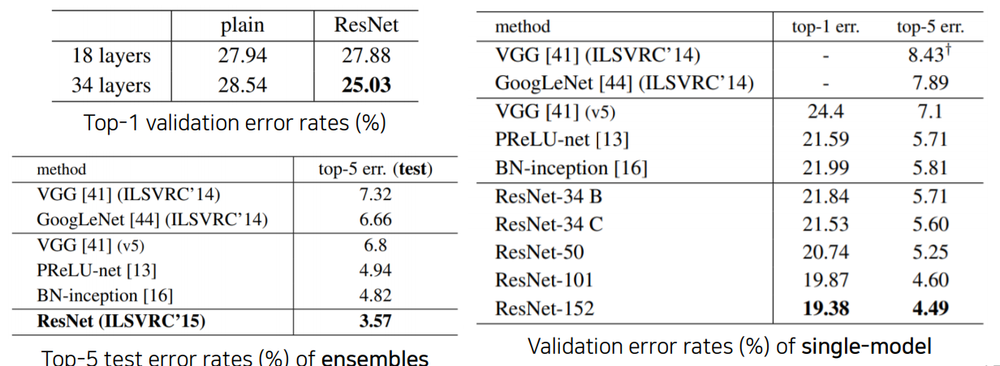 plain ResNet
18 layers 27.94 27.88
34 layers 28.54 25.03
Top-1 validation error rates (%)
method top-5 err. (test)
VGG [41] (ILSVRC'14) 7.32
GoogLeNet [44] (ILSVRC'14) 6.66
VGG [41] (v5) 6.8
PReLU-net [13] 4.94
BN-inception [16] 4.82
ResNet (ILSVRC'15) 3.57
Top-5 test error rates (%) of ensembles
method top-1 err. top-5 err.
VGG [41] (ILSVRC'14) - 8.43†
GoogLeNet [44] (ILSVRC'14) - 7.89
VGG [41] (v5) 24.4 7.1
PReLU-net [13] 21.59 5.71
BN-inception [16] 21.99 5.81
ResNet-34 B 21.84 5.71
ResNet-34 C 21.53 5.60
ResNet-50 20.74 5.25
ResNet-101 19.87 4.60
ResNet-152 19.38 4.49
Validation error rates (%) of single-model